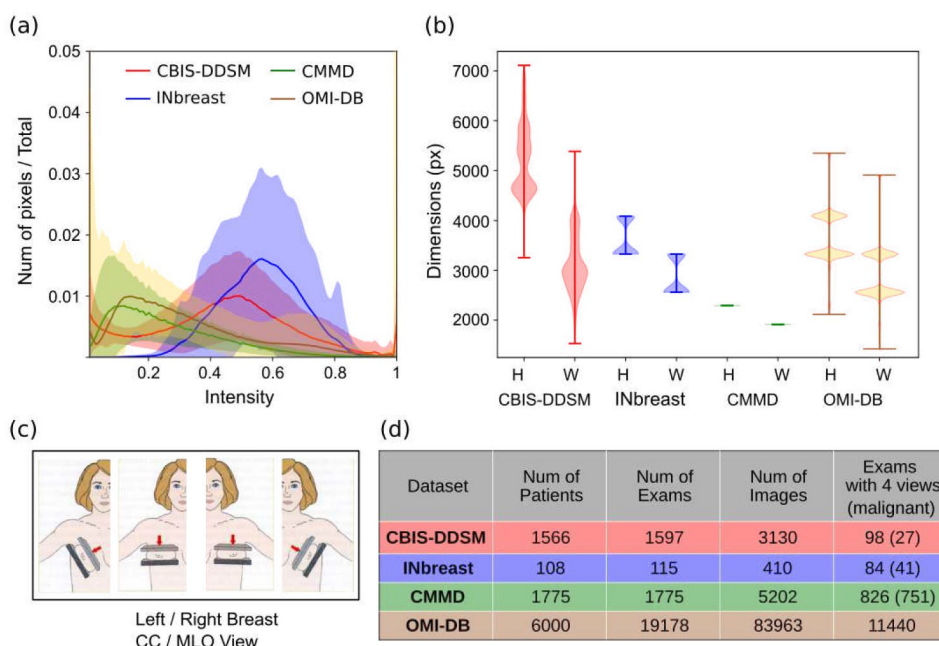 (a)
0.05
0.04
0.03
0.02
0.01
Num of pixels / Total
CBIS-DDSM
CMMD
INbreast
OMI-DB
0.2
0.4
0.6
0.8
1
Intensity
(b)
7000
6000
5000
4000
3000
2000
Dimensions (px)
H W H W H W H W
CBIS-DDSM INbreast CMMD OMI-DB
(c)
Left / Right Breast
CC / MLO View
(d)
Dataset
Num of
Patients
Num of
Exams
Num of
Images
Exams
with 4 views
(malignant)
CBIS-DDSM 1566 1597 3130 98 (27)
INbreast 108 115 410 84 (41)
CMMD 1775 1775 5202 826 (751)
OMI-DB 6000 19178 83963 11440